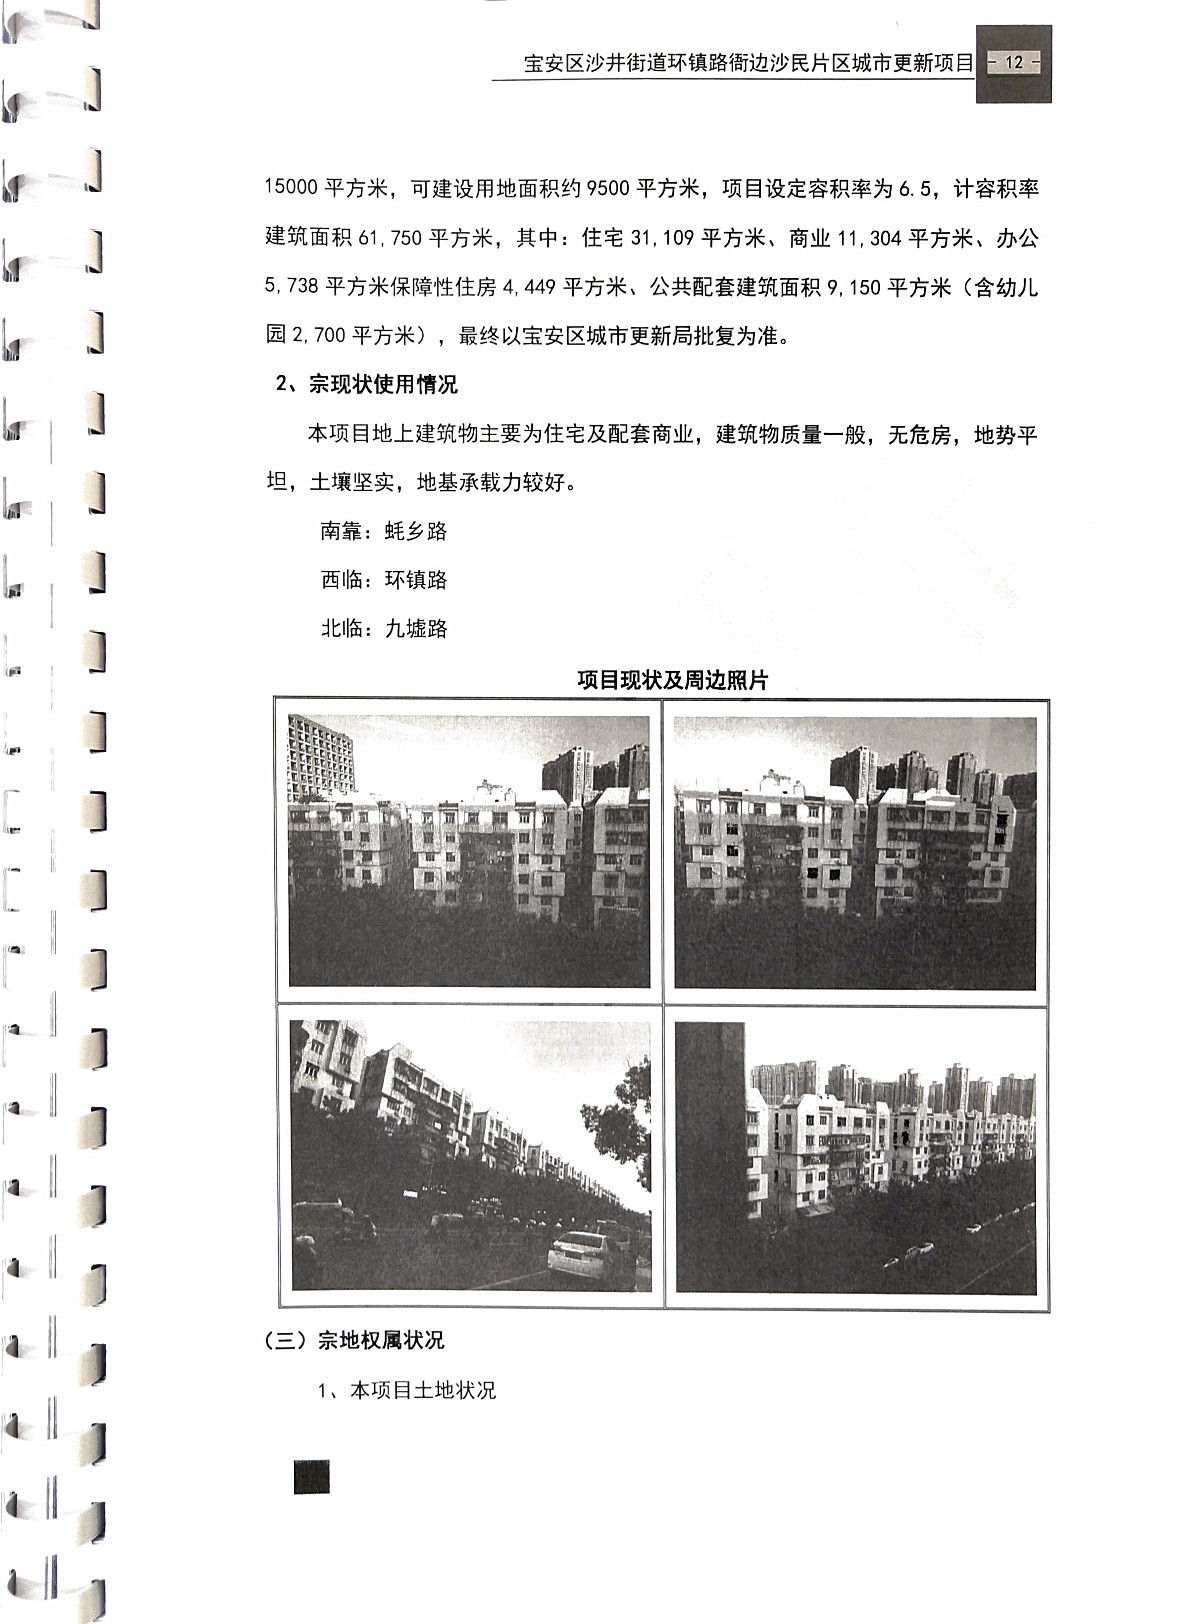 宝安区沙井街道环镇路衙边沙民片区城市更新项目 - 12 -
15000 平方米，可建设用地面积约 9500 平方米，项目设定容积率为 6.5，计容积率
建筑面积 61,750 平方米，其中：住宅 31,109 平方米、商业 11,304 平方米、办公
5,738 平方米保障性住房 4,449 平方米、公共配套建筑面积 9,150 平方米（含幼儿
园 2,700 平方米），最终以宝安区城市更新局批复为准。
2、宗现状使用情况
本项目地上建筑物主要为住宅及配套商业，建筑物质量一般，无危房，地势平
坦，土壤坚实，地基承载力较好。
南靠：蚝乡路
西临：环镇路
北临：九墟路
项目现状及周边照片
（三）宗地权属状况
1、本项目土地状况